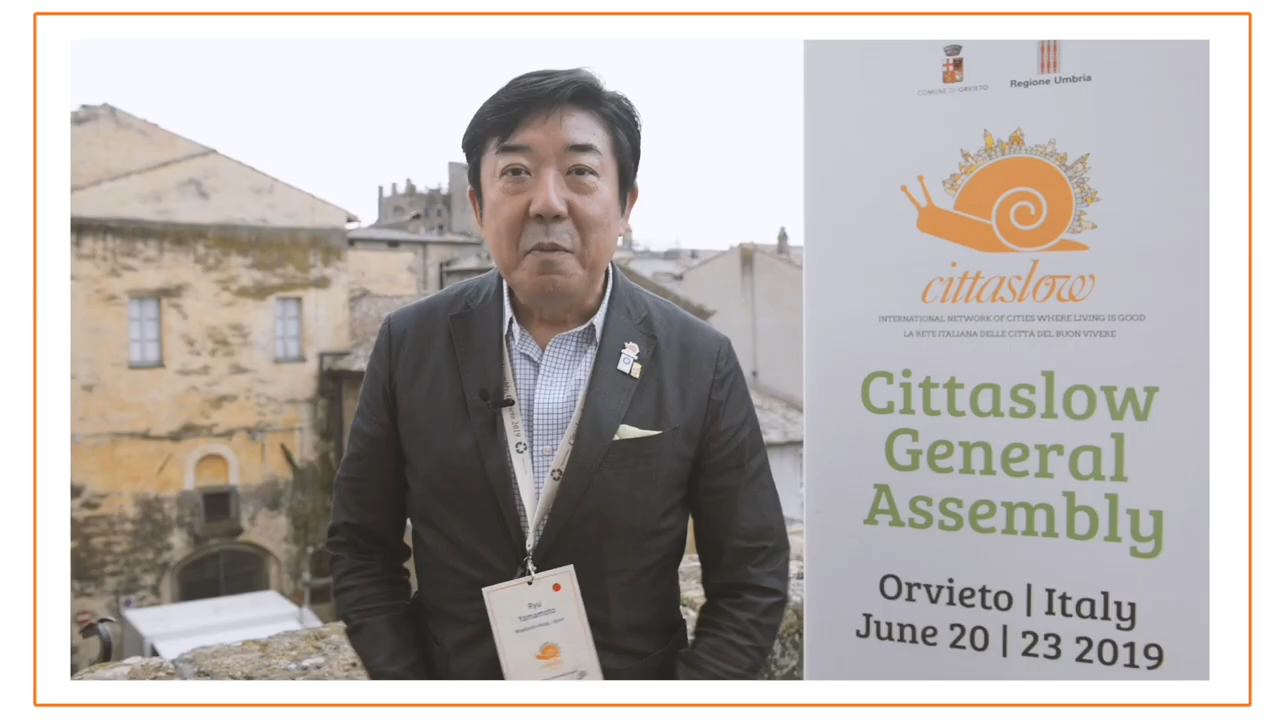 COMUNE DI ORVIETO
Regione Umbria
cittaslow
INTERNATIONAL NETWORK OF CITIES WHERE LIVING IS GOOD
LA RETE ITALIANA DELLE CITTÀ DEL BUON VIVERE
Cittaslow
General
Assembly
Orvieto | Italy
June 20 | 23 2019
Ryu
Yamamoto